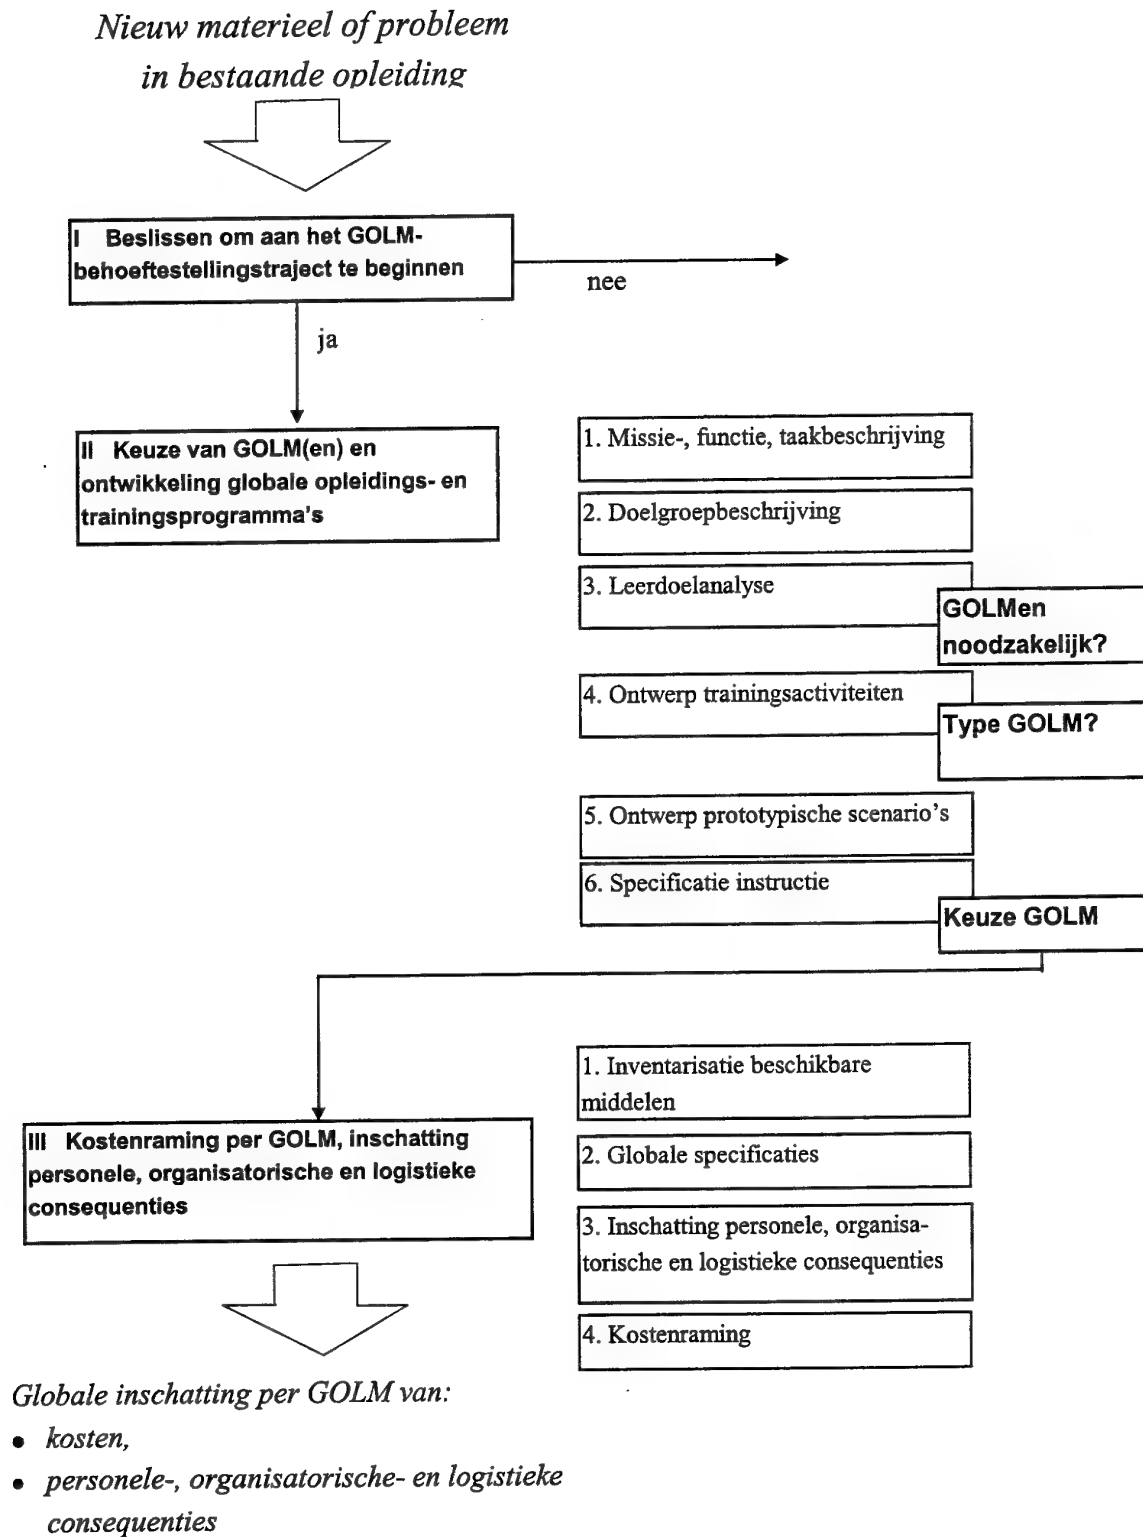 Nieuw materieel of probleem
in bestaande opleiding
I Beslissen om aan het GOLM-
behoeftestellingstraject te beginnen
nee
ja
II Keuze van GOLM(en) en
ontwikkeling globale opleidings- en
trainingsprogramma's
1. Missie-, functie, taakbeschrijving
2. Doelgroepbeschrijving
3. Leerdoelanalyse
GOLMen
noodzakelijk?
4. Ontwerp trainingsactiviteiten
Type GOLM?
5. Ontwerp prototypische scenario's
6. Specificatie instructie
Keuze GOLM
III Kostenraming per GOLM, inschatting
personele, organisatorische en logistieke
consequenties
1. Inventarisatie beschikbare
middelen
2. Globale specificaties
3. Inschatting personele, organisa-
torische en logistieke consequenties
4. Kostenraming
Globale inschatting per GOLM van:
• kosten,
• personele-, organisatorische- en logistieke
consequenties